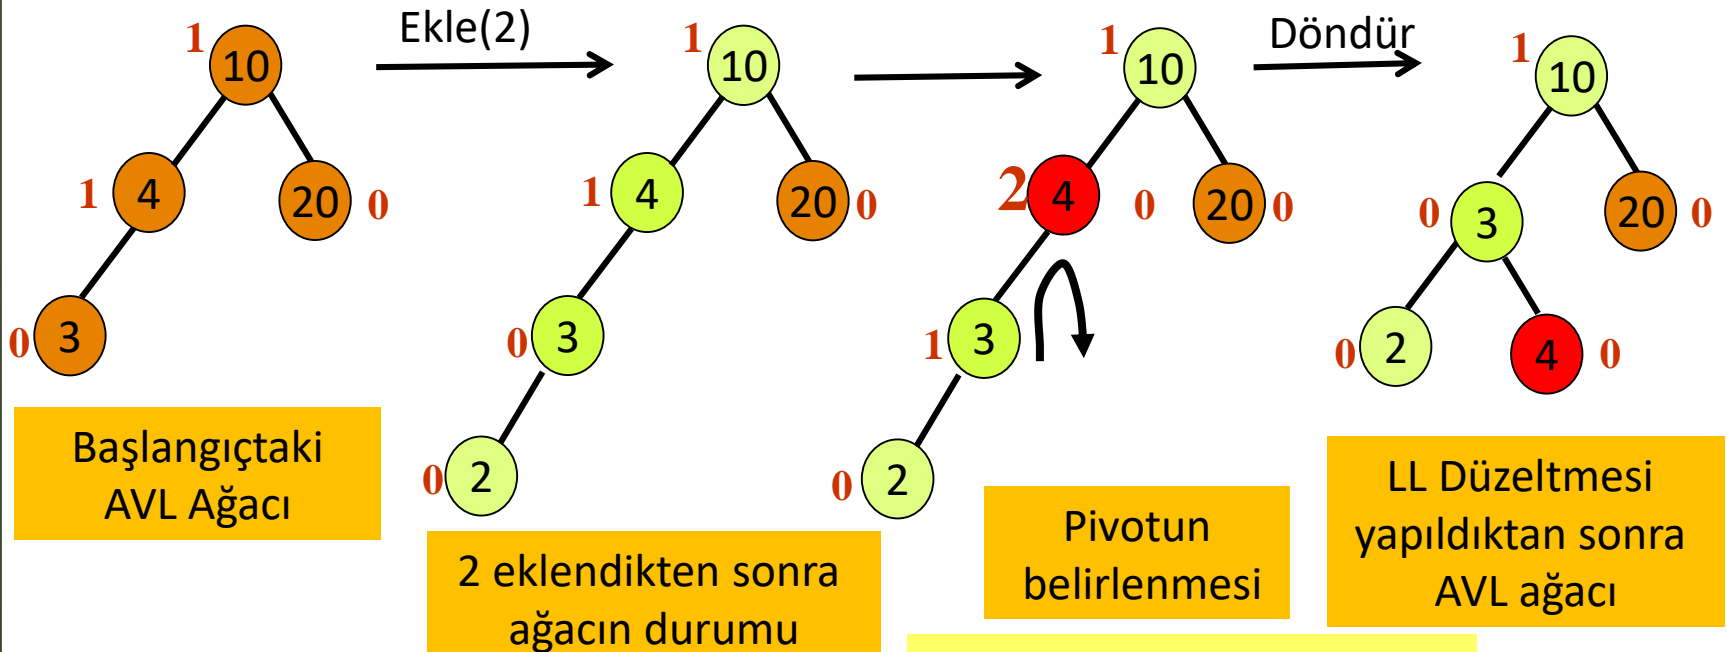 Ekle(2)
Döndür
1 10
1 10
1 10
1 10
1 4
20 0
1 4
20 0
2 4 0
20 0
0 3
20 0
0 3
0 3
1 3
0 2
4 0
0 2
0 2
Başlangıçtaki
AVL Ağacı
2 eklendikten sonra
ağacın durumu
Pivotun
belirlenmesi
LL Düzeltmesi
yapıldıktan sonra
AVL ağacı